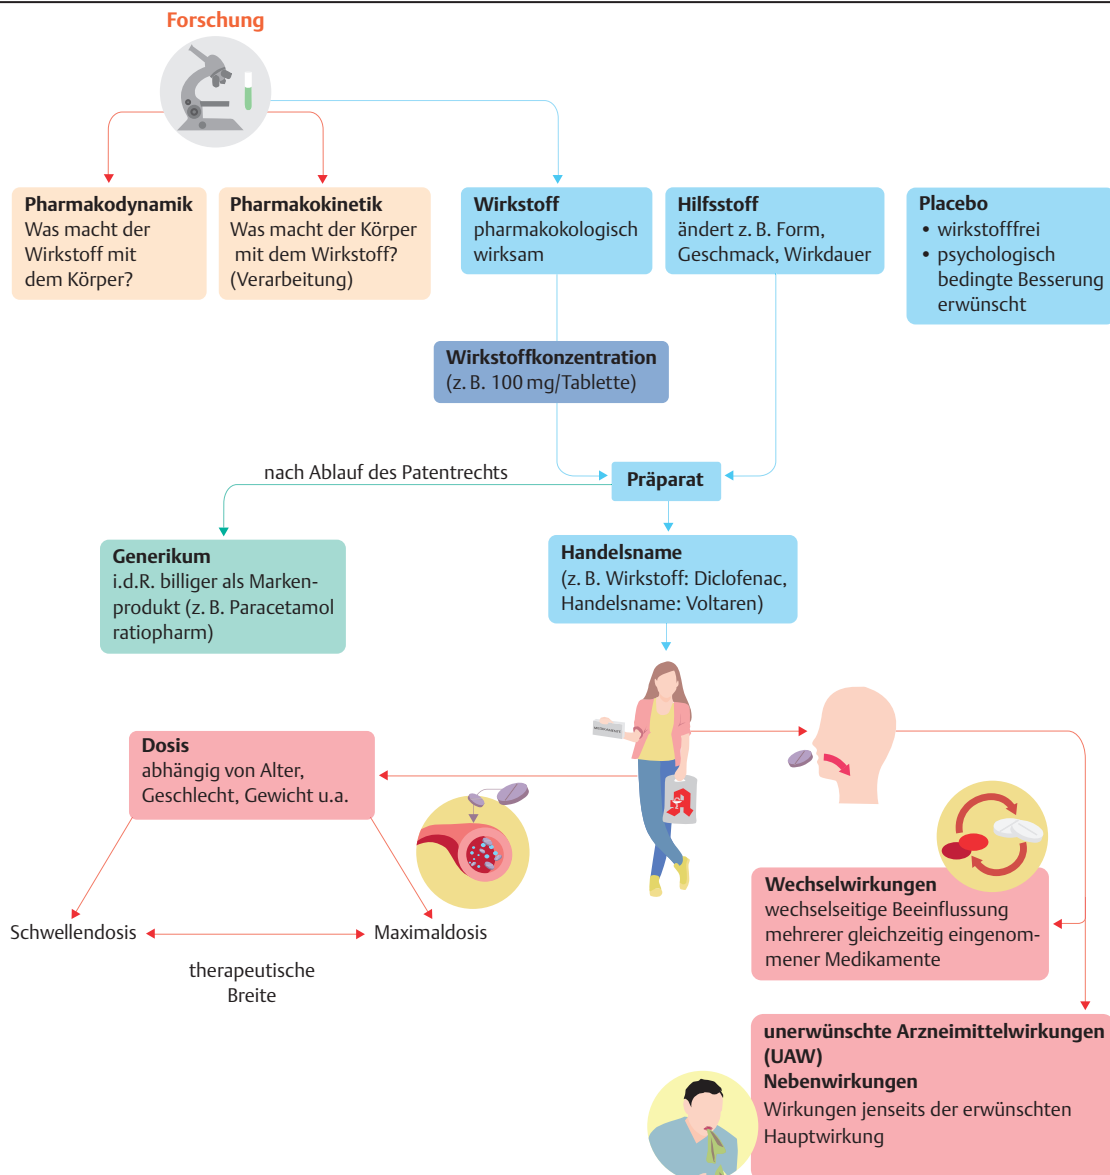 Forschung
Pharmakodynamik
Was macht der
Wirkstoff mit
dem Körper?
Pharmakokinetik
Was macht der Körper
mit dem Wirkstoff?
(Verarbeitung)
Wirkstoff
pharmakokologisch
wirksam
Hilfsstoff
ändert z. B. Form,
Geschmack, Wirkdauer
Placebo
• wirkstofffrei
• psychologisch
bedingte Besserung
erwünscht
Wirkstoffkonzentration
(z. B. 100 mg/Tablette)
nach Ablauf des Patentrechts
Präparat
Generikum
i.d.R. billiger als Marken-
produkt (z. B. Paracetamol
ratiopharm)
Handelsname
(z. B. Wirkstoff: Diclofenac,
Handelsname: Voltaren)
MEDIKAMENTE
Dosis
abhängig von Alter,
Geschlecht, Gewicht u.a.
Schwellendosis
Maximaldosis
therapeutische
Breite
Wechselwirkungen
wechselseitige Beeinflussung
mehrerer gleichzeitig eingenom-
mener Medikamente
unerwünschte Arzneimittelwirkungen
(UAW)
Nebenwirkungen
Wirkungen jenseits der erwünschten
Hauptwirkung